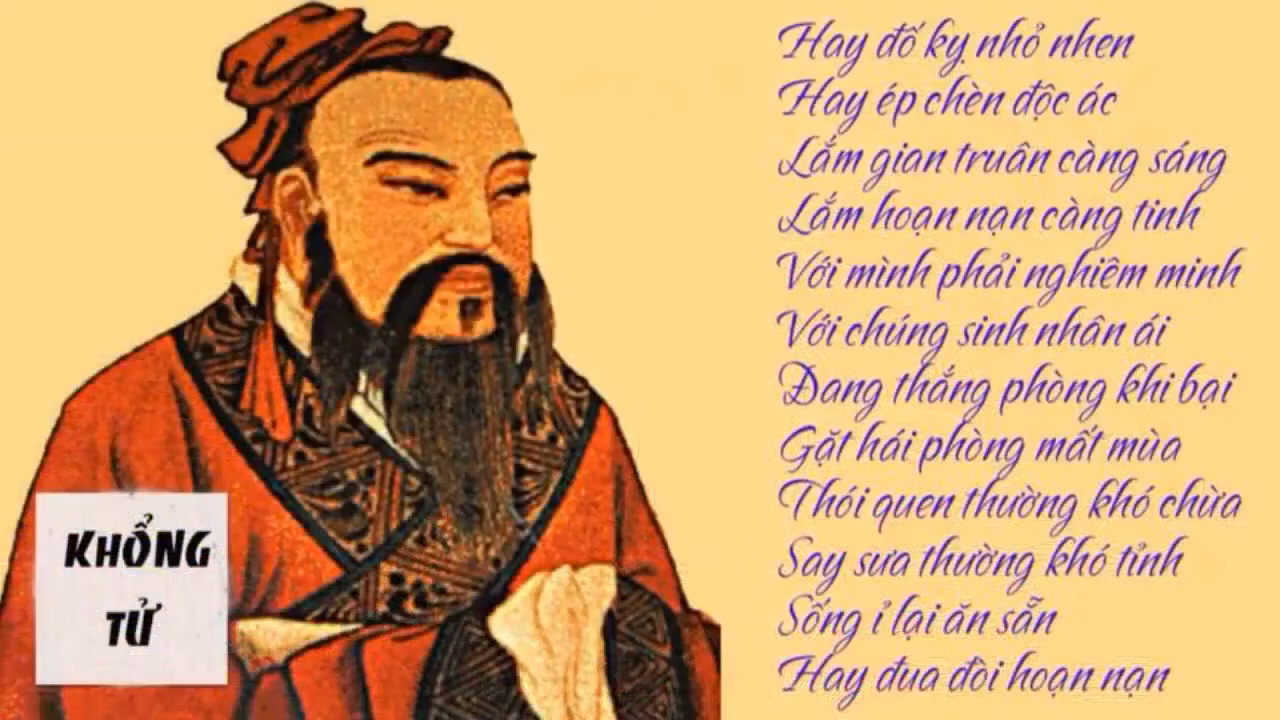 Hay đố kỵ nhỏ nhen
Hay ép chèn độc ác
Lắm gian truân càng sáng
Lắm hoạn nạn càng tinh
Với mình phải nghiêm minh
Với chúng sinh nhân ái
Đang thắng phòng khi bại
Gặt hái phòng mất mùa
Thói quen thường khó chừa
Say sưa thường khó tỉnh
Sống ỉ lại ăn sẵn
Hay đua đòi hoạn nạn
KHỔNG
TỬ